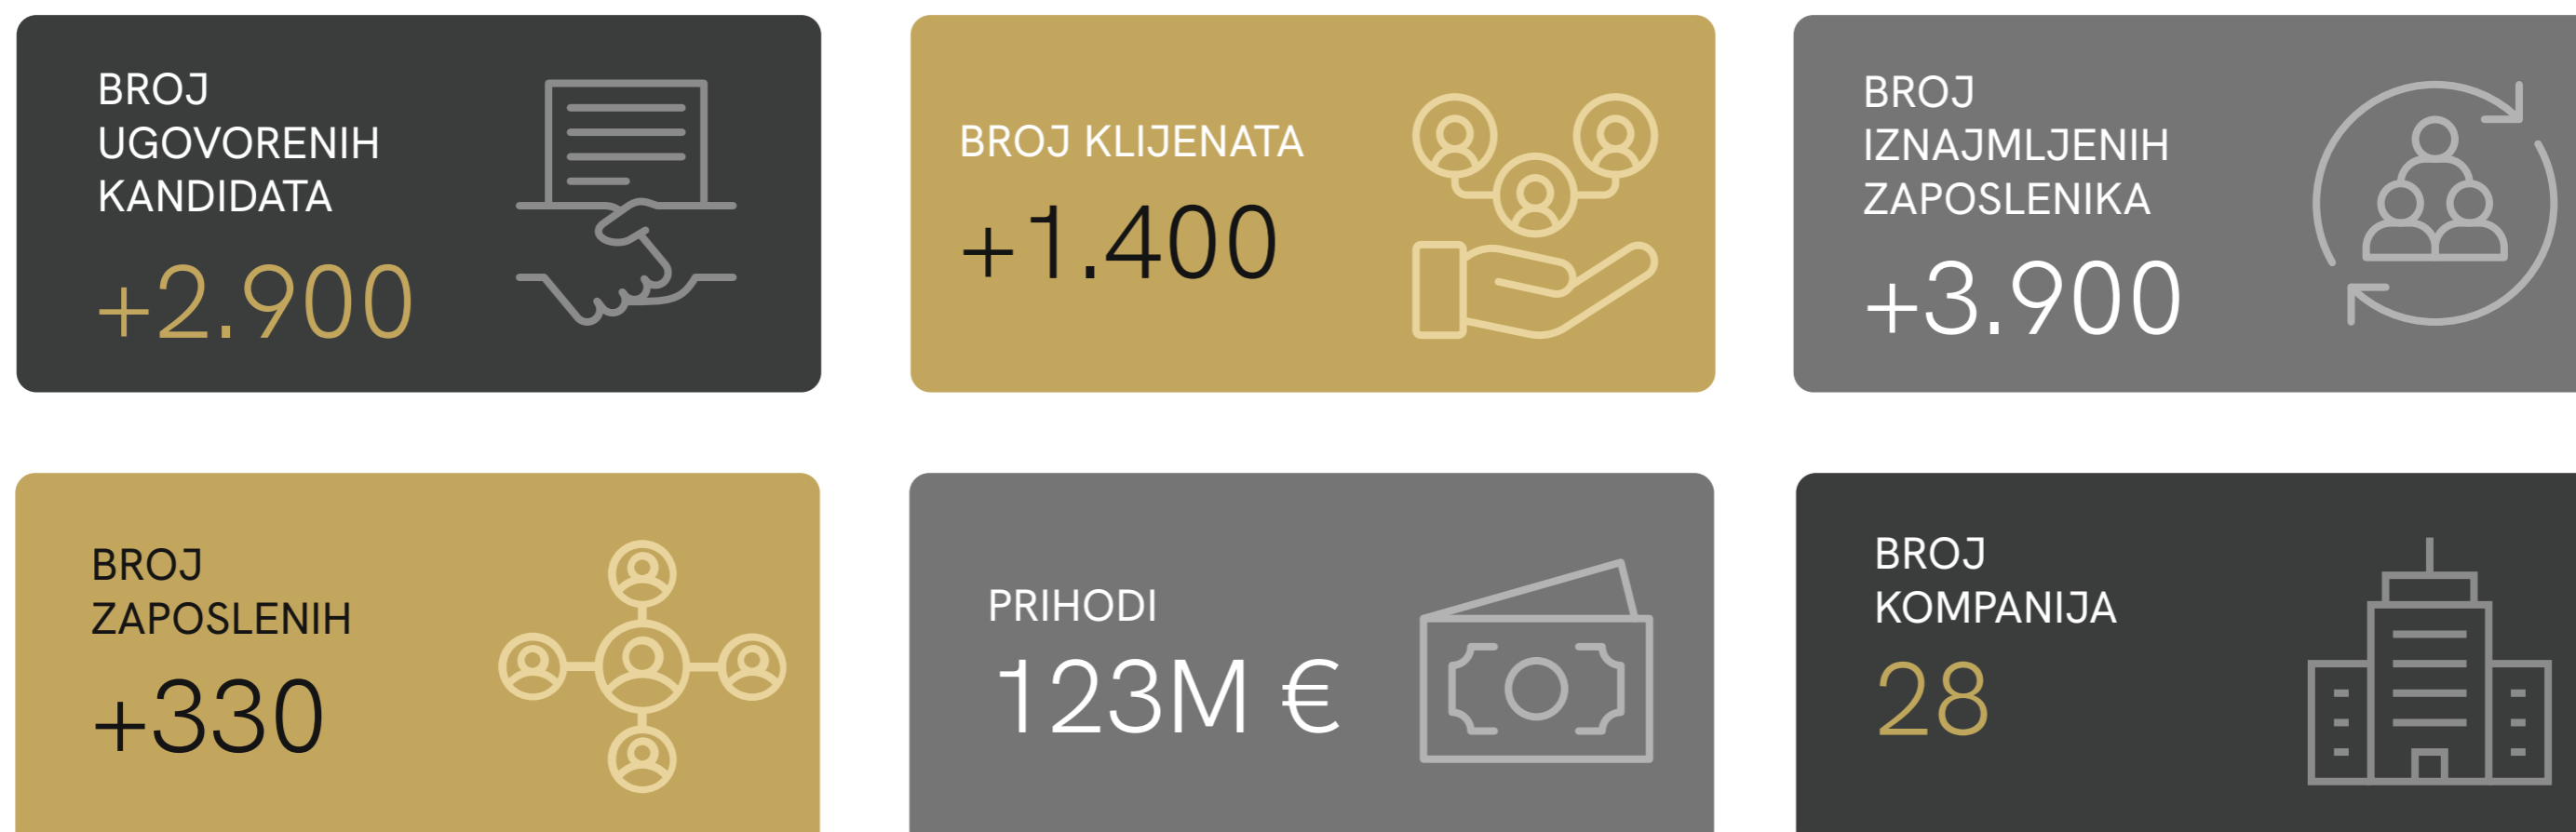 BROJ
UGOVORENIH
KANDIDATA
+2.900
BROJ KLIJENATA
+1.400
BROJ
IZNAJMLJENIH
ZAPOSLENIKA
+3.900
BROJ
ZAPOSLENIH
+330
PRIHODI
123M €
BROJ
KOMPANIJA
28